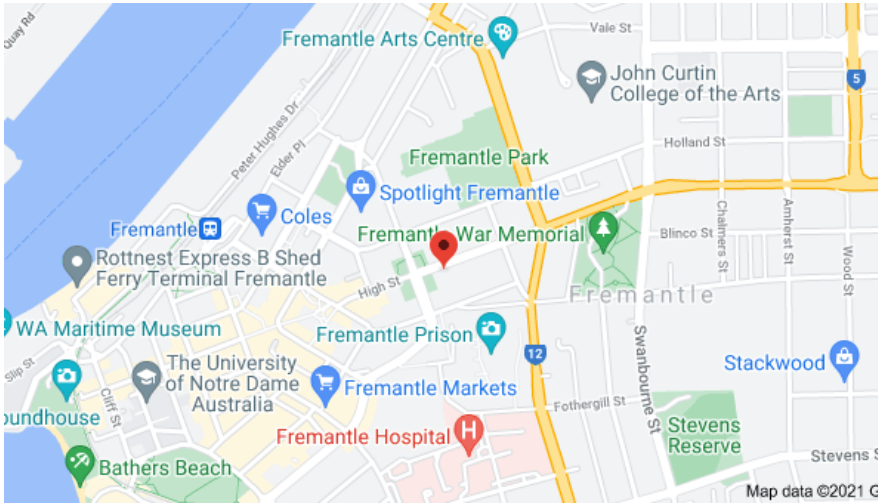 Quay Rd
Fremantle Arts Centre
Vale St
John Curtin
College of the Arts
5
Peter Hughes Dr
Elder Pl
Holland St
Fremantle Park
Spotlight Fremantle
Coles
Fremantle
Fremantle War Memorial
Blinco St
Chalmers St
Amherst St
Wood St
Rottnest Express B Shed
Ferry Terminal Fremantle
High St
Fremantle
WA Maritime Museum
Fremantle Prison
12
Swanbourne St
Stackwood
Slip St
The University
of Notre Dame
Australia
Fremantle Markets
oundhouse
Cliff St
Fothergill St
Fremantle Hospital
H
Stevens
Reserve
Bathers Beach
Stevens S
Map data ©2021 G